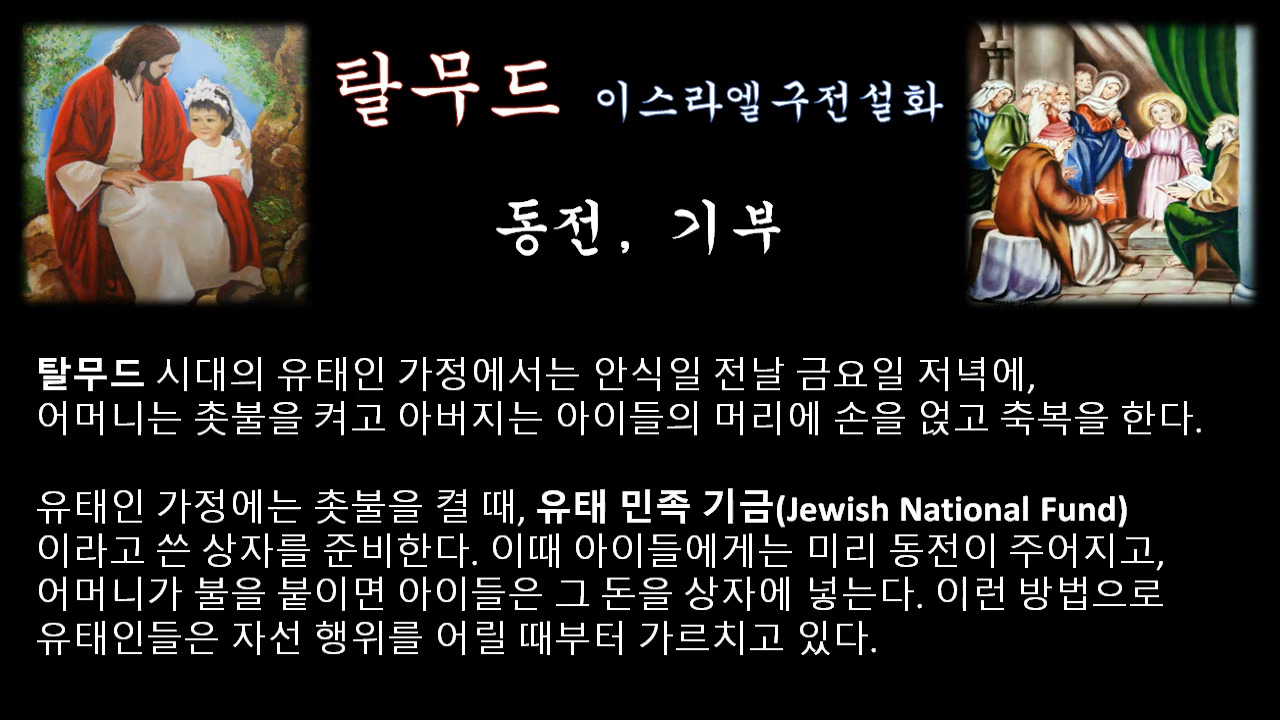 탈무드 이스라엘구전설화
동전, 기부
탈무드 시대의 유태인 가정에서는 안식일 전날 금요일 저녁에,
어머니는 촛불을 켜고 아버지는 아이들의 머리에 손을 얹고 축복을 한다.
유태인 가정에는 촛불을 켤 때, 유태 민족 기금(Jewish National Fund)
이라고 쓴 상자를 준비한다. 이때 아이들에게는 미리 동전이 주어지고,
어머니가 불을 붙이면 아이들은 그 돈을 상자에 넣는다. 이런 방법으로
유태인들은 자선 행위를 어릴 때부터 가르치고 있다.